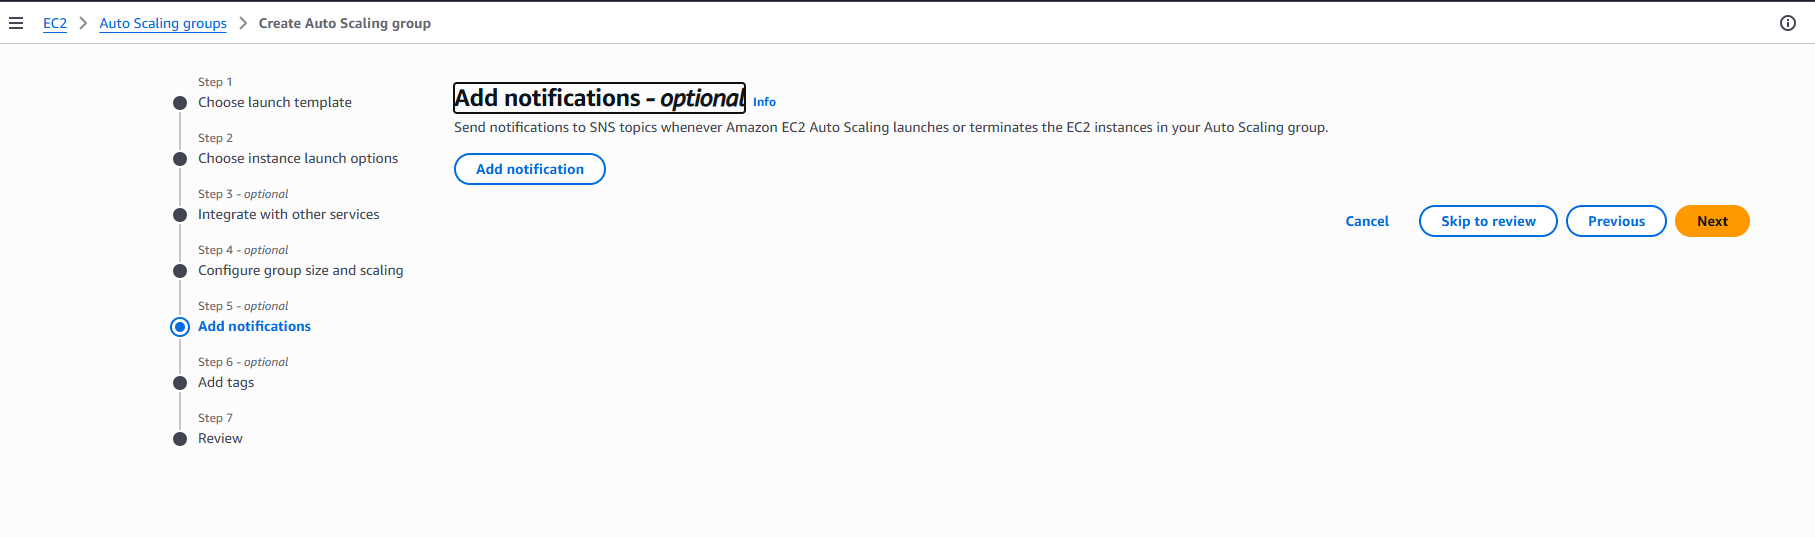 EC2 > Auto Scaling groups > Create Auto Scaling group
Step 1
Choose launch template
Step 2
Choose instance launch options
Step 3 - optional
Integrate with other services
Step 4 - optional
Configure group size and scaling
Step 5 - optional
Add notifications
Step 6 - optional
Add tags
Step 7
Review
Add notifications - optional Info
Send notifications to SNS topics whenever Amazon EC2 Auto Scaling launches or terminates the EC2 instances in your Auto Scaling group.
Add notification
Cancel Skip to review Previous Next